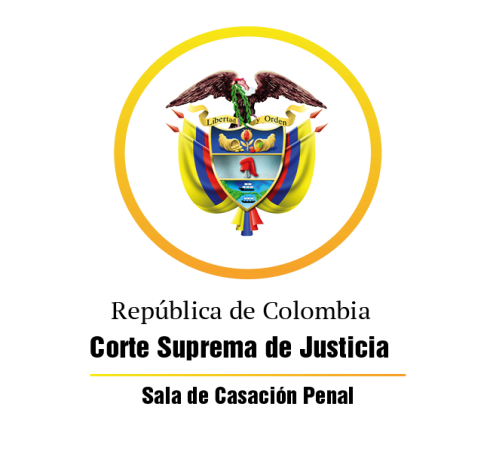 Libertad y Orden
República de Colombia
Corte Suprema de Justicia
Sala de Casación Penal